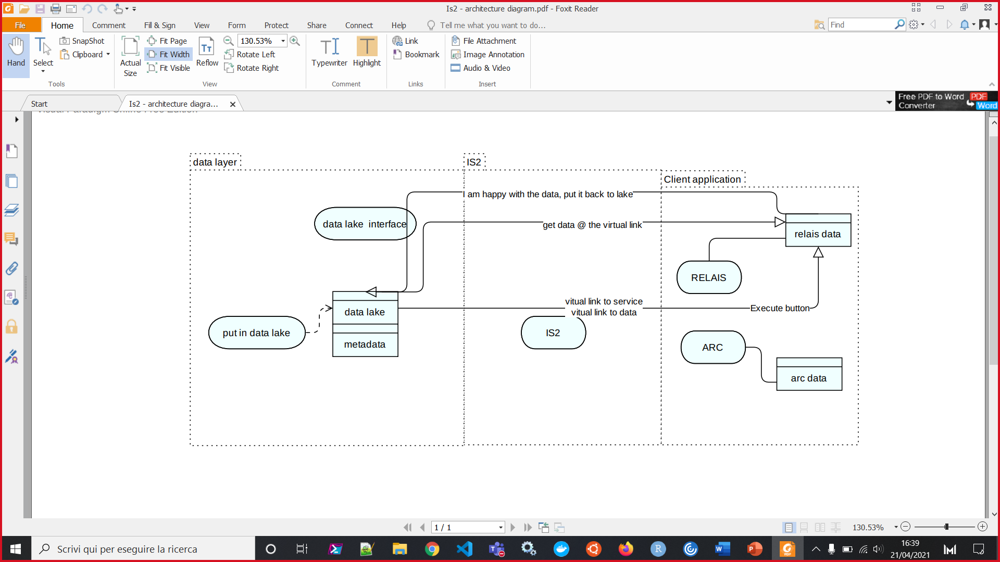 Is2 - architecture diagram.pdf - Foxit Reader
File Home Comment Fill & Sign View Form Protect Share Connect Help Tell me what you want to do... Find
Hand
Select
SnapShot
Clipboard
Tools
Actual
Size
Fit Page
Fit Width
Fit Visible
Reflow
130.53%
Rotate Left
Rotate Right
View
Typewriter
Highlight
Comment
Link
Bookmark
Links
File Attachment
Image Annotation
Audio & Video
Insert
Start
Is2 - architecture diagra...
Free PDF to Word
Converter
PDF
Word
Visual Paradigm Online Free Edition
data layer
IS2
Client application
I am happy with the data, put it back to lake
data lake interface
get data @ the virtual link
relais data
RELAIS
vitual link to service
vitual link to data
Execute button
data lake
put in data lake
metadata
IS2
ARC
arc data
1 / 1
130.53%
Scrivi qui per eseguire la ricerca
16:39
21/04/2021